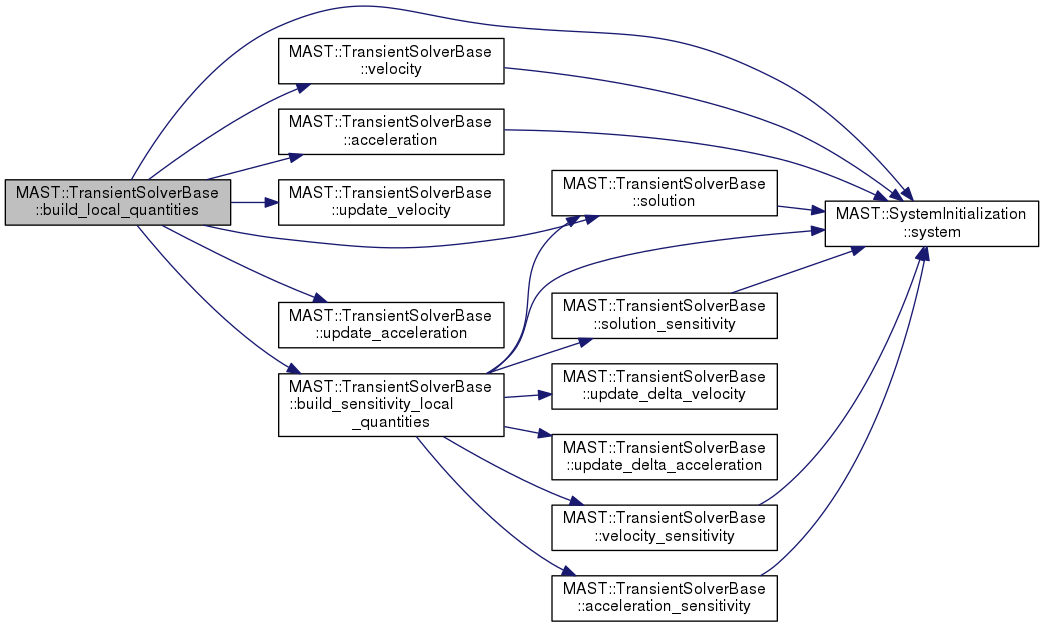 MAST::TransientSolverBase
::build_local_quantities
MAST::TransientSolverBase
::velocity
MAST::TransientSolverBase
::acceleration
MAST::TransientSolverBase
::update_velocity
MAST::TransientSolverBase
::update_acceleration
MAST::TransientSolverBase
::build_sensitivity_local
_quantities
MAST::TransientSolverBase
::solution
MAST::TransientSolverBase
::solution_sensitivity
MAST::TransientSolverBase
::update_delta_velocity
MAST::TransientSolverBase
::update_delta_acceleration
MAST::TransientSolverBase
::velocity_sensitivity
MAST::TransientSolverBase
::acceleration_sensitivity
MAST::SystemInitialization
::system